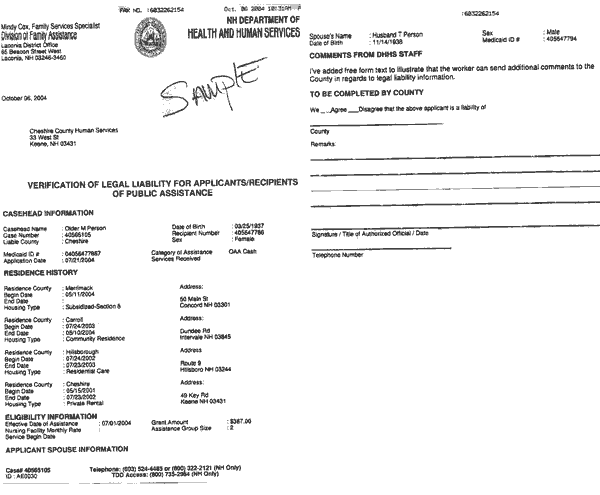 FAX NO. :16032262154
Oct. 06 2004 10:31AM
Mindy Cox, Family Services Specialist
Division of Family Assistance
Laconia District Office
65 Beacon Street West
Laconia, NH 03246-3460
NH DEPARTMENT OF
HEALTH AND HUMAN SERVICES
October 06, 2004
SAMPLE
Cheshire County Human Services
33 West St
Keene, NH 03431
VERIFICATION OF LEGAL LIABILITY FOR APPLICANTS/RECIPIENTS
OF PUBLIC ASSISTANCE
CASEHEAD INFORMATION
Casehead Name : Older M Person Date of Birth : 03/25/1937
Case Number : 40565105 Recipient Number : 405647786
Liable County : Cheshire Sex : Female
Medicaid ID # : 04056477867 Category of Assistance OAA Cash
Application Date : 07/21/2004 Services Received
RESIDENCE HISTORY
Residence County : Merrimack Address:
Begin Date : 05/11/2004
End Date : 50 Main St
Housing Type : Subsidized-Section 8 Concord NH 03301
Residence County : Carroll Address:
Begin Date : 07/24/2003
End Date : 05/10/2004 Dundee Rd
Housing Type : Community Residence Intervale NH 03845
Residence County : Hillsborough Address
Begin Date : 07/24/2002
End Date : 07/23/2003 Route 9
Housing Type : Residential Care Hillsboro NH 03244
Residence County : Cheshire Address:
Begin Date : 05/15/2001
End Date : 07/23/2002 49 Key Rd
Housing Type : Private Rental Keene NH 03431
ELIGIBILITY INFORMATION
Effective Date of Assistance : 07/01/2004 Grant Amount : $387.00
Nursing Facility Monthly Rate : Assistance Group Size : 2
Service Begin Date
APPLICANT SPOUSE INFORMATION
Case# 40565105 Telephone: (603) 524-4485 or (800) 322-2121 (NH Only)
ID : AE0030 TDD Access: (800) 735-2964 (NH Only)
:16032262154
Spouse's Name : Husband T Person Sex : Male
Date of Birth : 11/14/1938 Medicaid ID # : 405647794
COMMENTS FROM DHHS STAFF
I've added free form text to illustrate that the worker can send additional comments to the
County in regards to legal liability information.
TO BE COMPLETED BY COUNTY
We __Agree __Disagree that the above applicant is a liability of
County
Remarks:
Signature / Title of Authorized Official / Date
Telephone Number